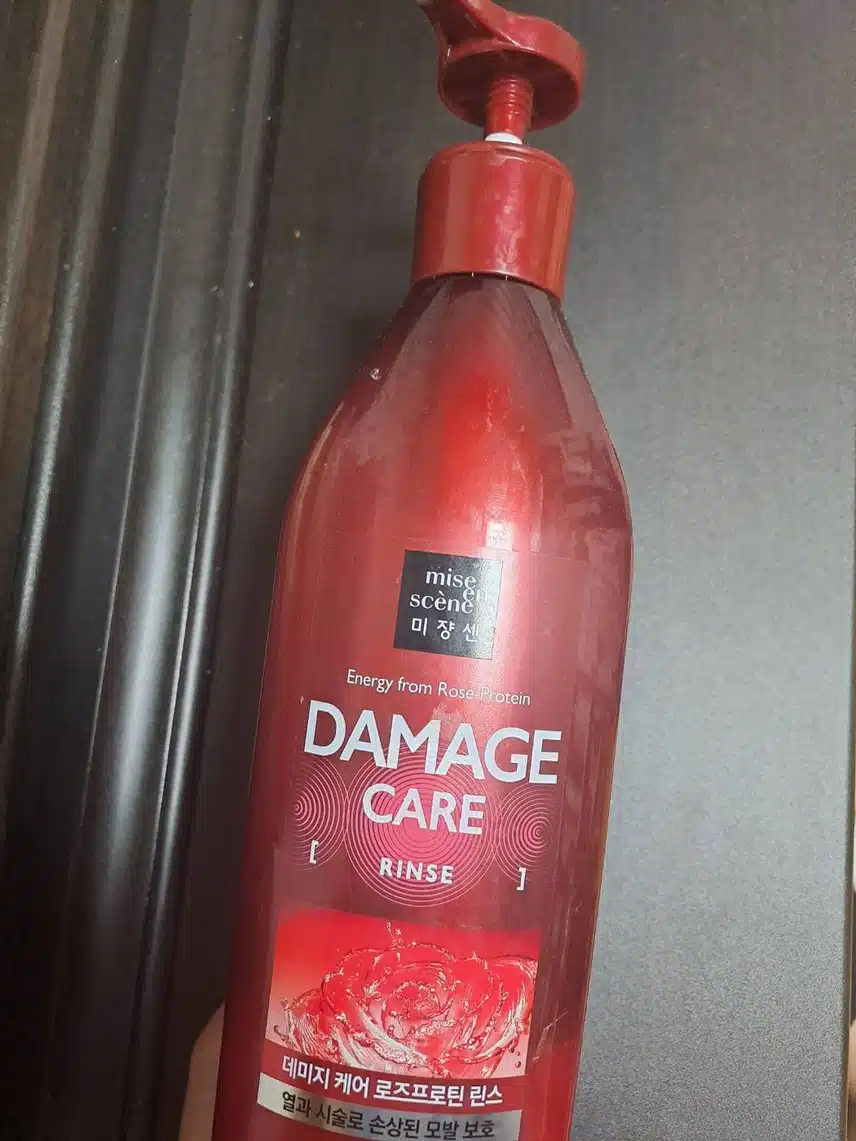 mise
en
scène
미쟝센
Energy from Rose-Protein
DAMAGE
CARE
[ RINSE ]
데미지 케어 로즈프로틴 린스
열과 시술로 손상된 모발 보호